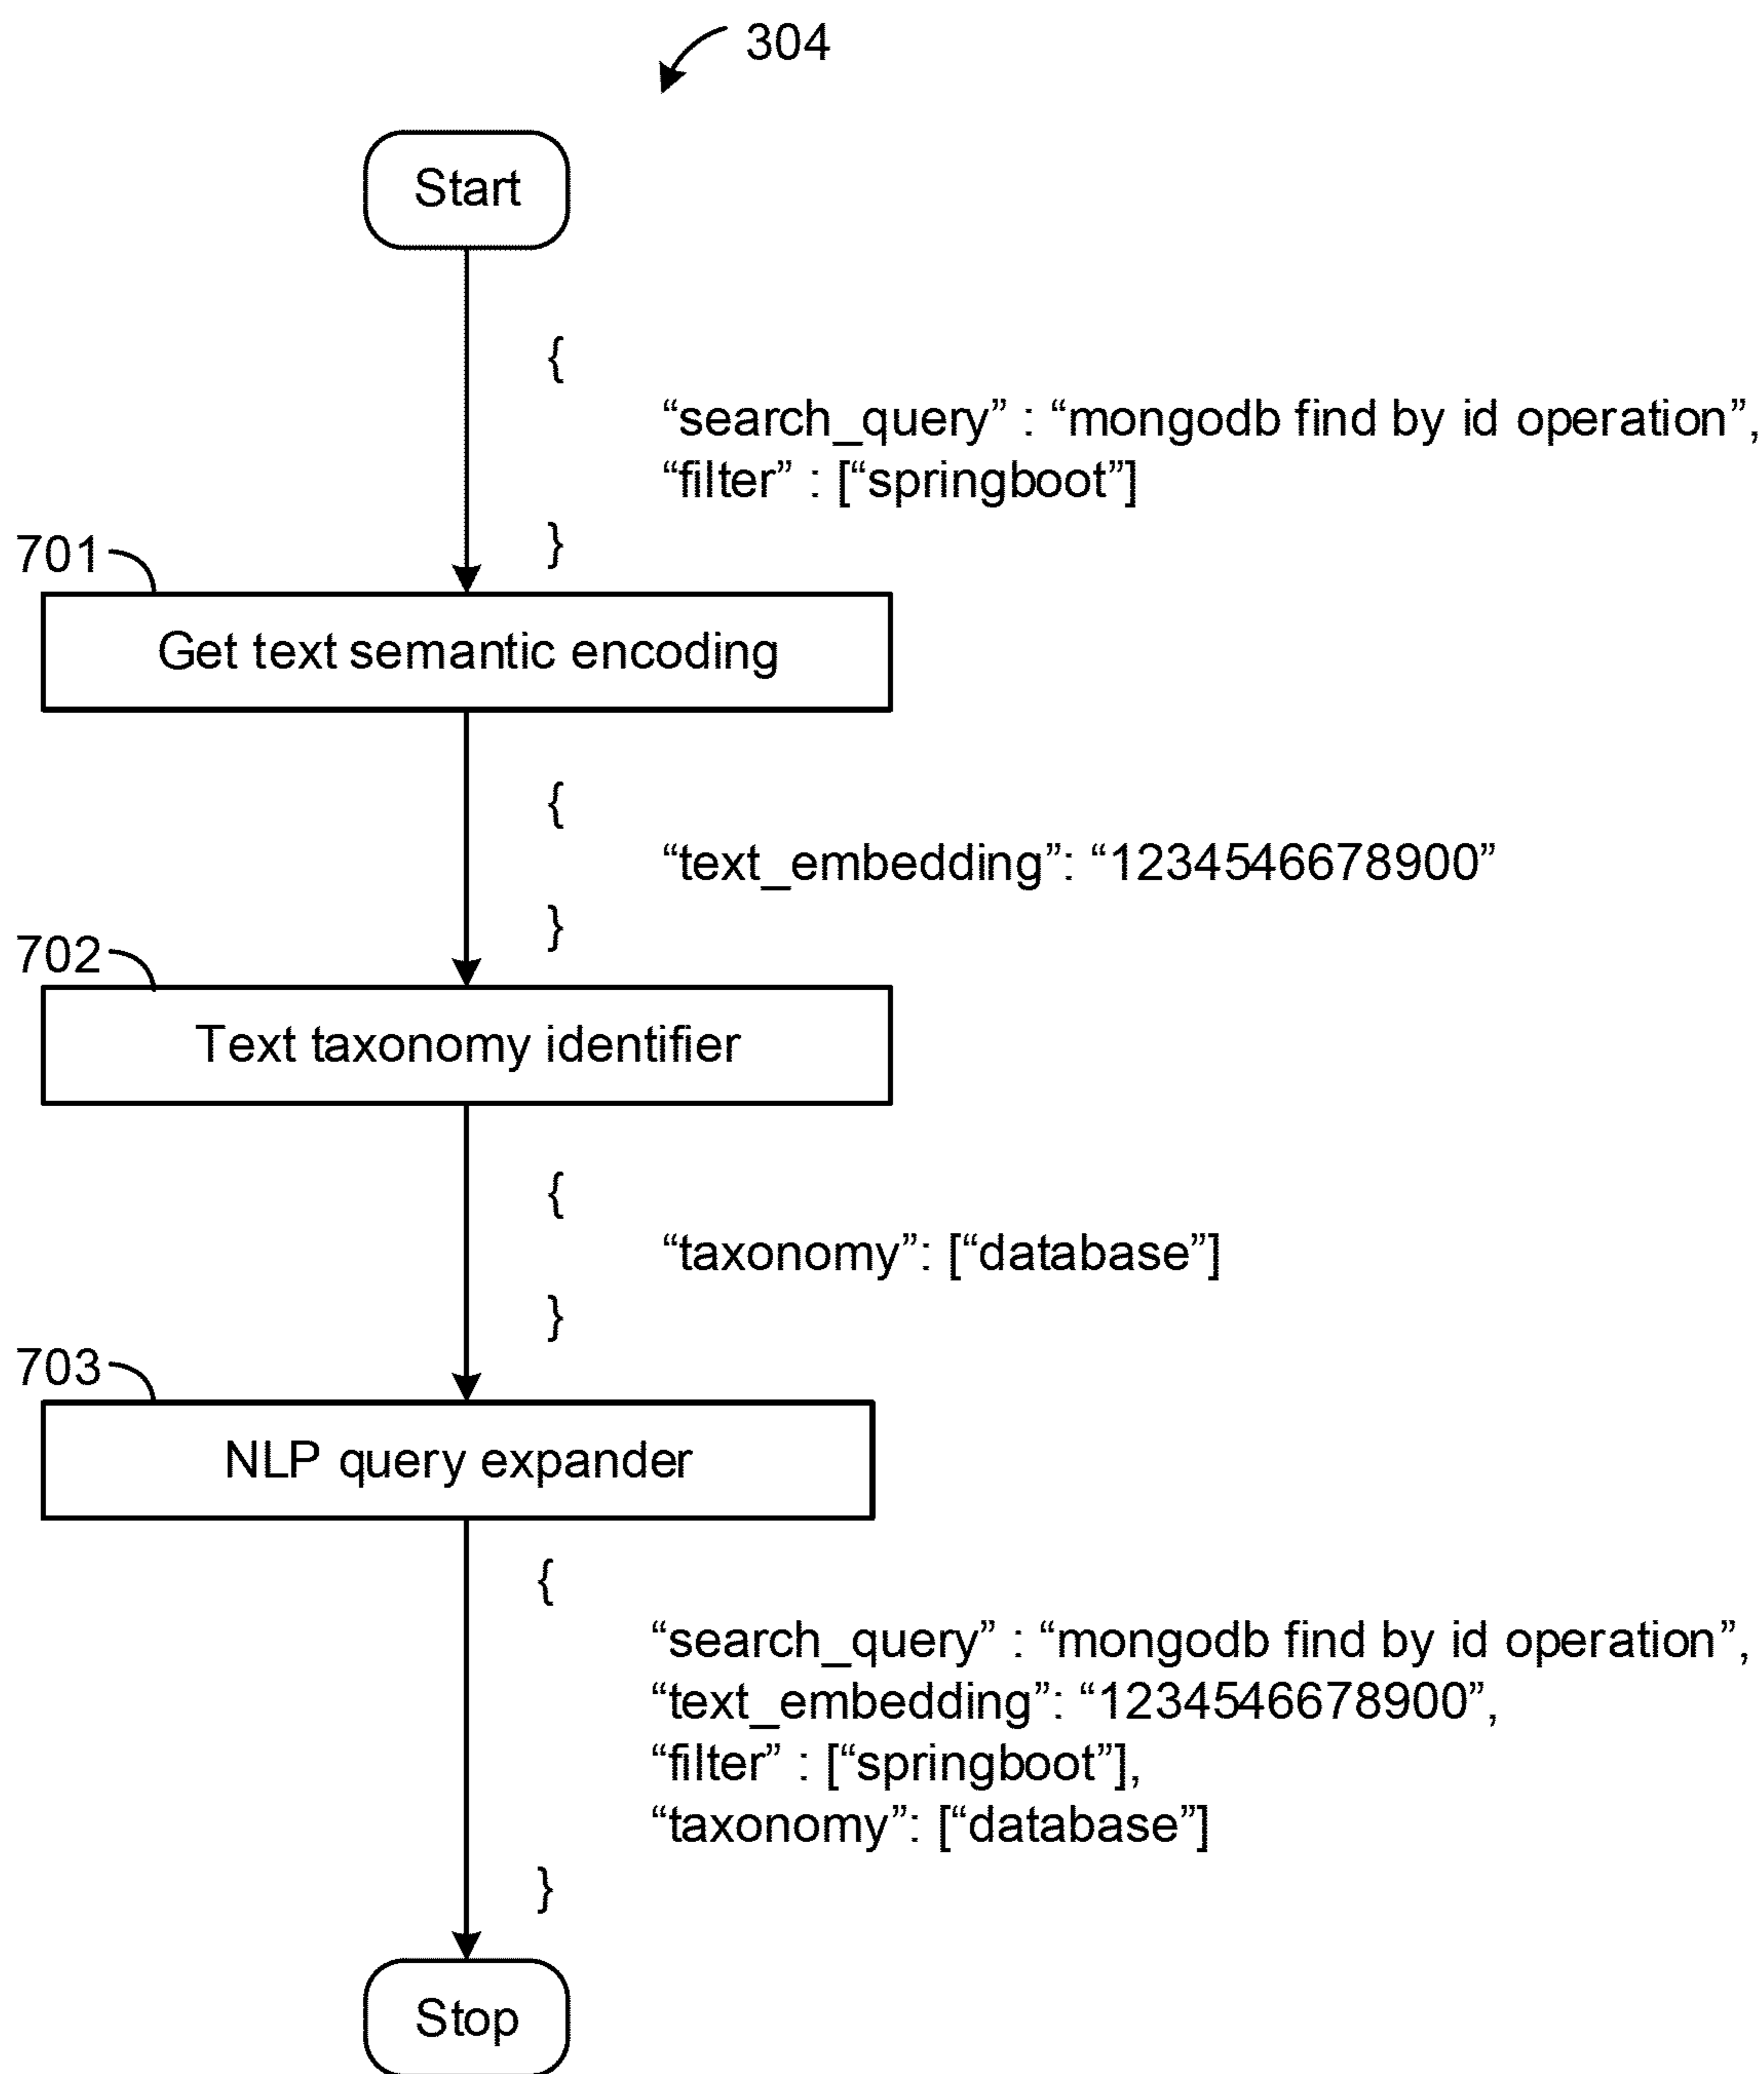 304
Start
{
“search_query” : “mongodb find by id operation”,
“filter” : [“springboot”]
}
701
Get text semantic encoding
{
“text_embedding”: “1234546678900”
}
702
Text taxonomy identifier
{
“taxonomy”: [“database”]
}
703
NLP query expander
{
“search_query” : “mongodb find by id operation”,
“text_embedding”: “1234546678900”,
“filter” : [“springboot”],
“taxonomy”: [“database”]
}
Stop